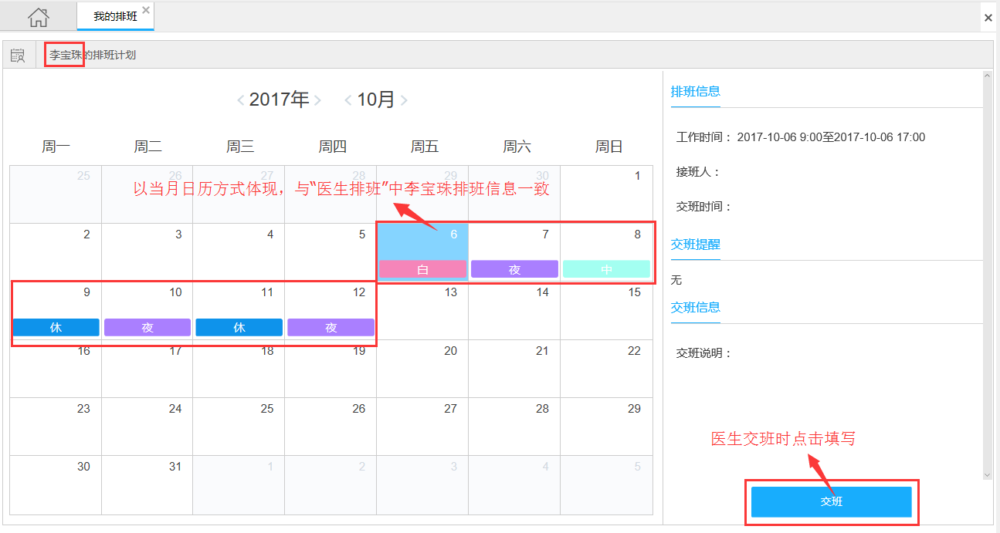 我的排班
李宝珠的排班计划
2017年 10月
周一 周二 周三 周四 周五 周六 周日
25 26 27 28 29 30 1
以当月日历方式体现，与“医生排班”中李宝珠排班信息一致
2 3 4 5 6 7 8
白 夜 中
9 10 11 12 13 14 15
休 夜 休 夜
16 17 18 19 20 21 22
23 24 25 26 27 28 29
30 31 1 2 3 4 5
排班信息
工作时间： 2017-10-06 9:00至2017-10-06 17:00
接班人：
交班时间：
交班提醒
无
交班信息
交班说明：
医生交班时点击填写
交班